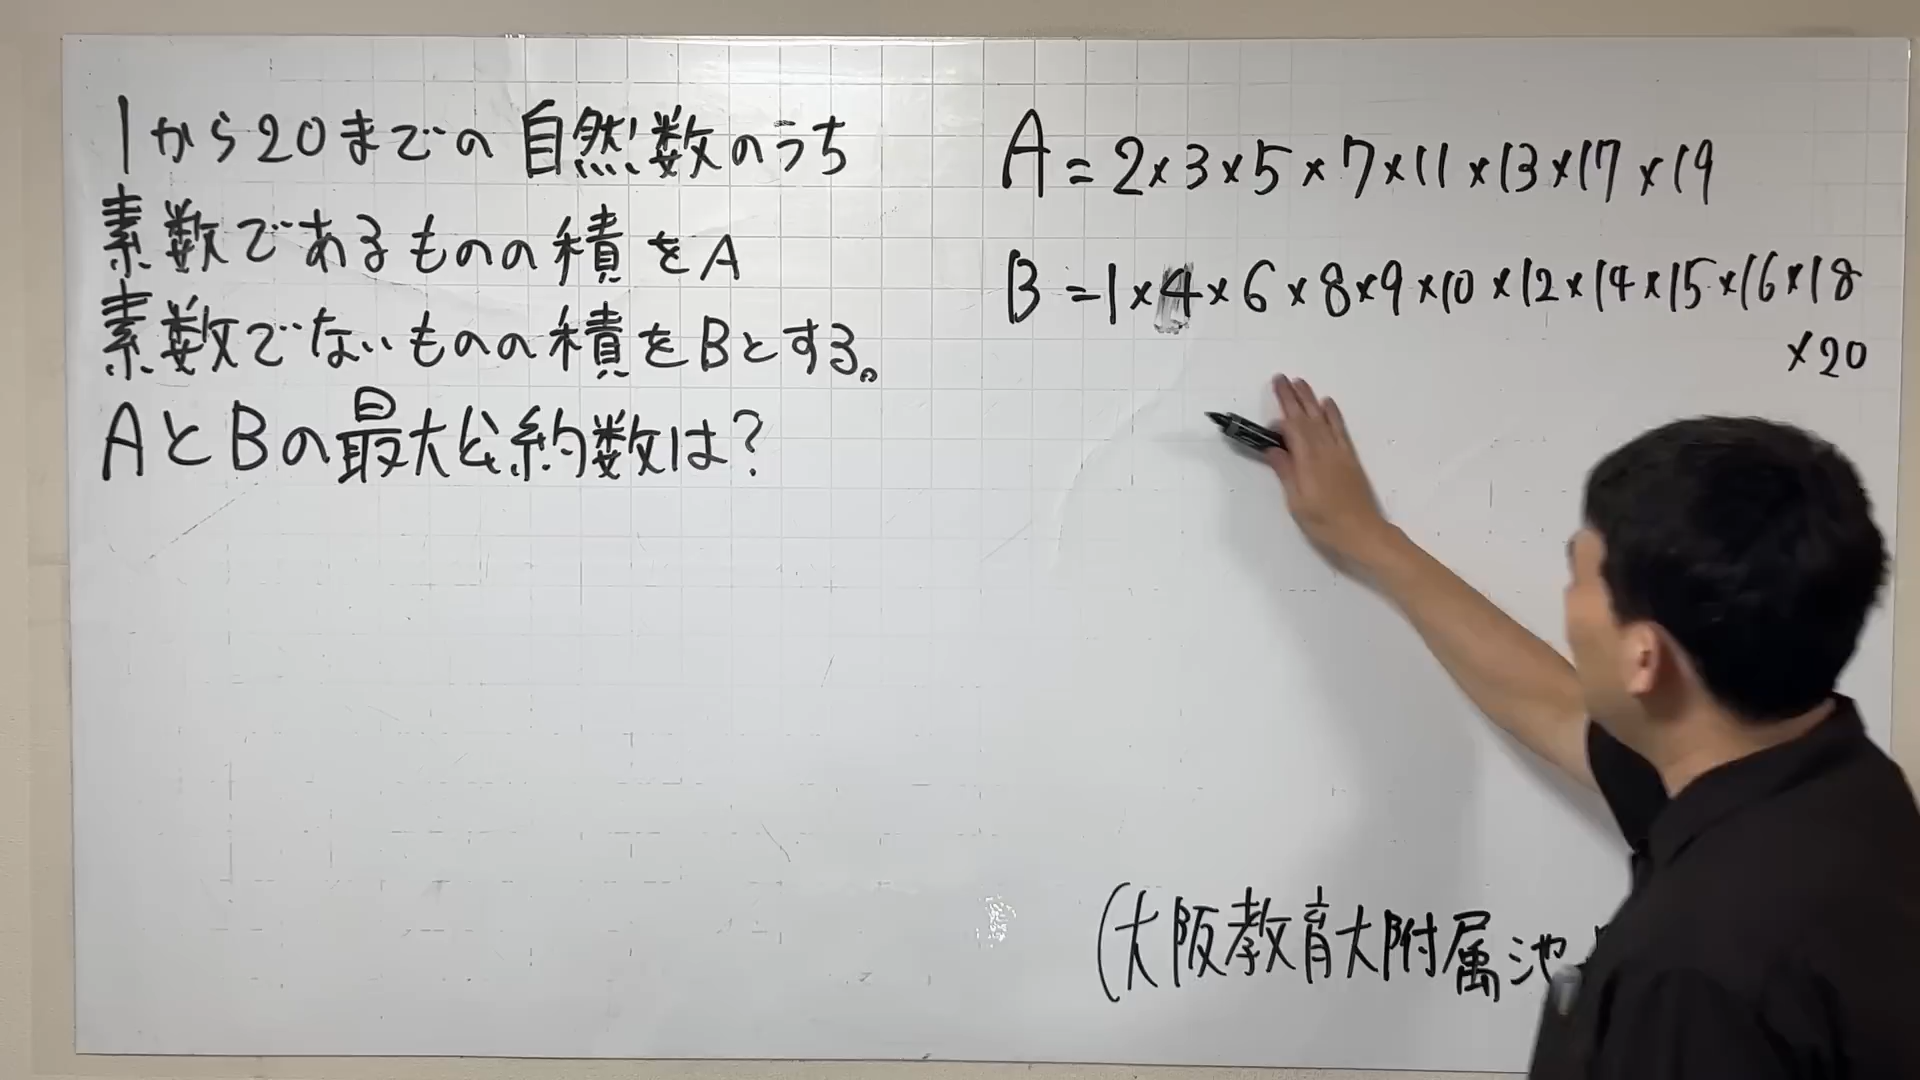 1から20までの自然数のうち
素数であるものの積をA
素数でないものの積をBとする。
AとBの最大公約数は?
A=2×3×5×7×11×13×17×19
B=1×4×6×8×9×10×12×14×15×16×18
×20
(大阪教育大附属池